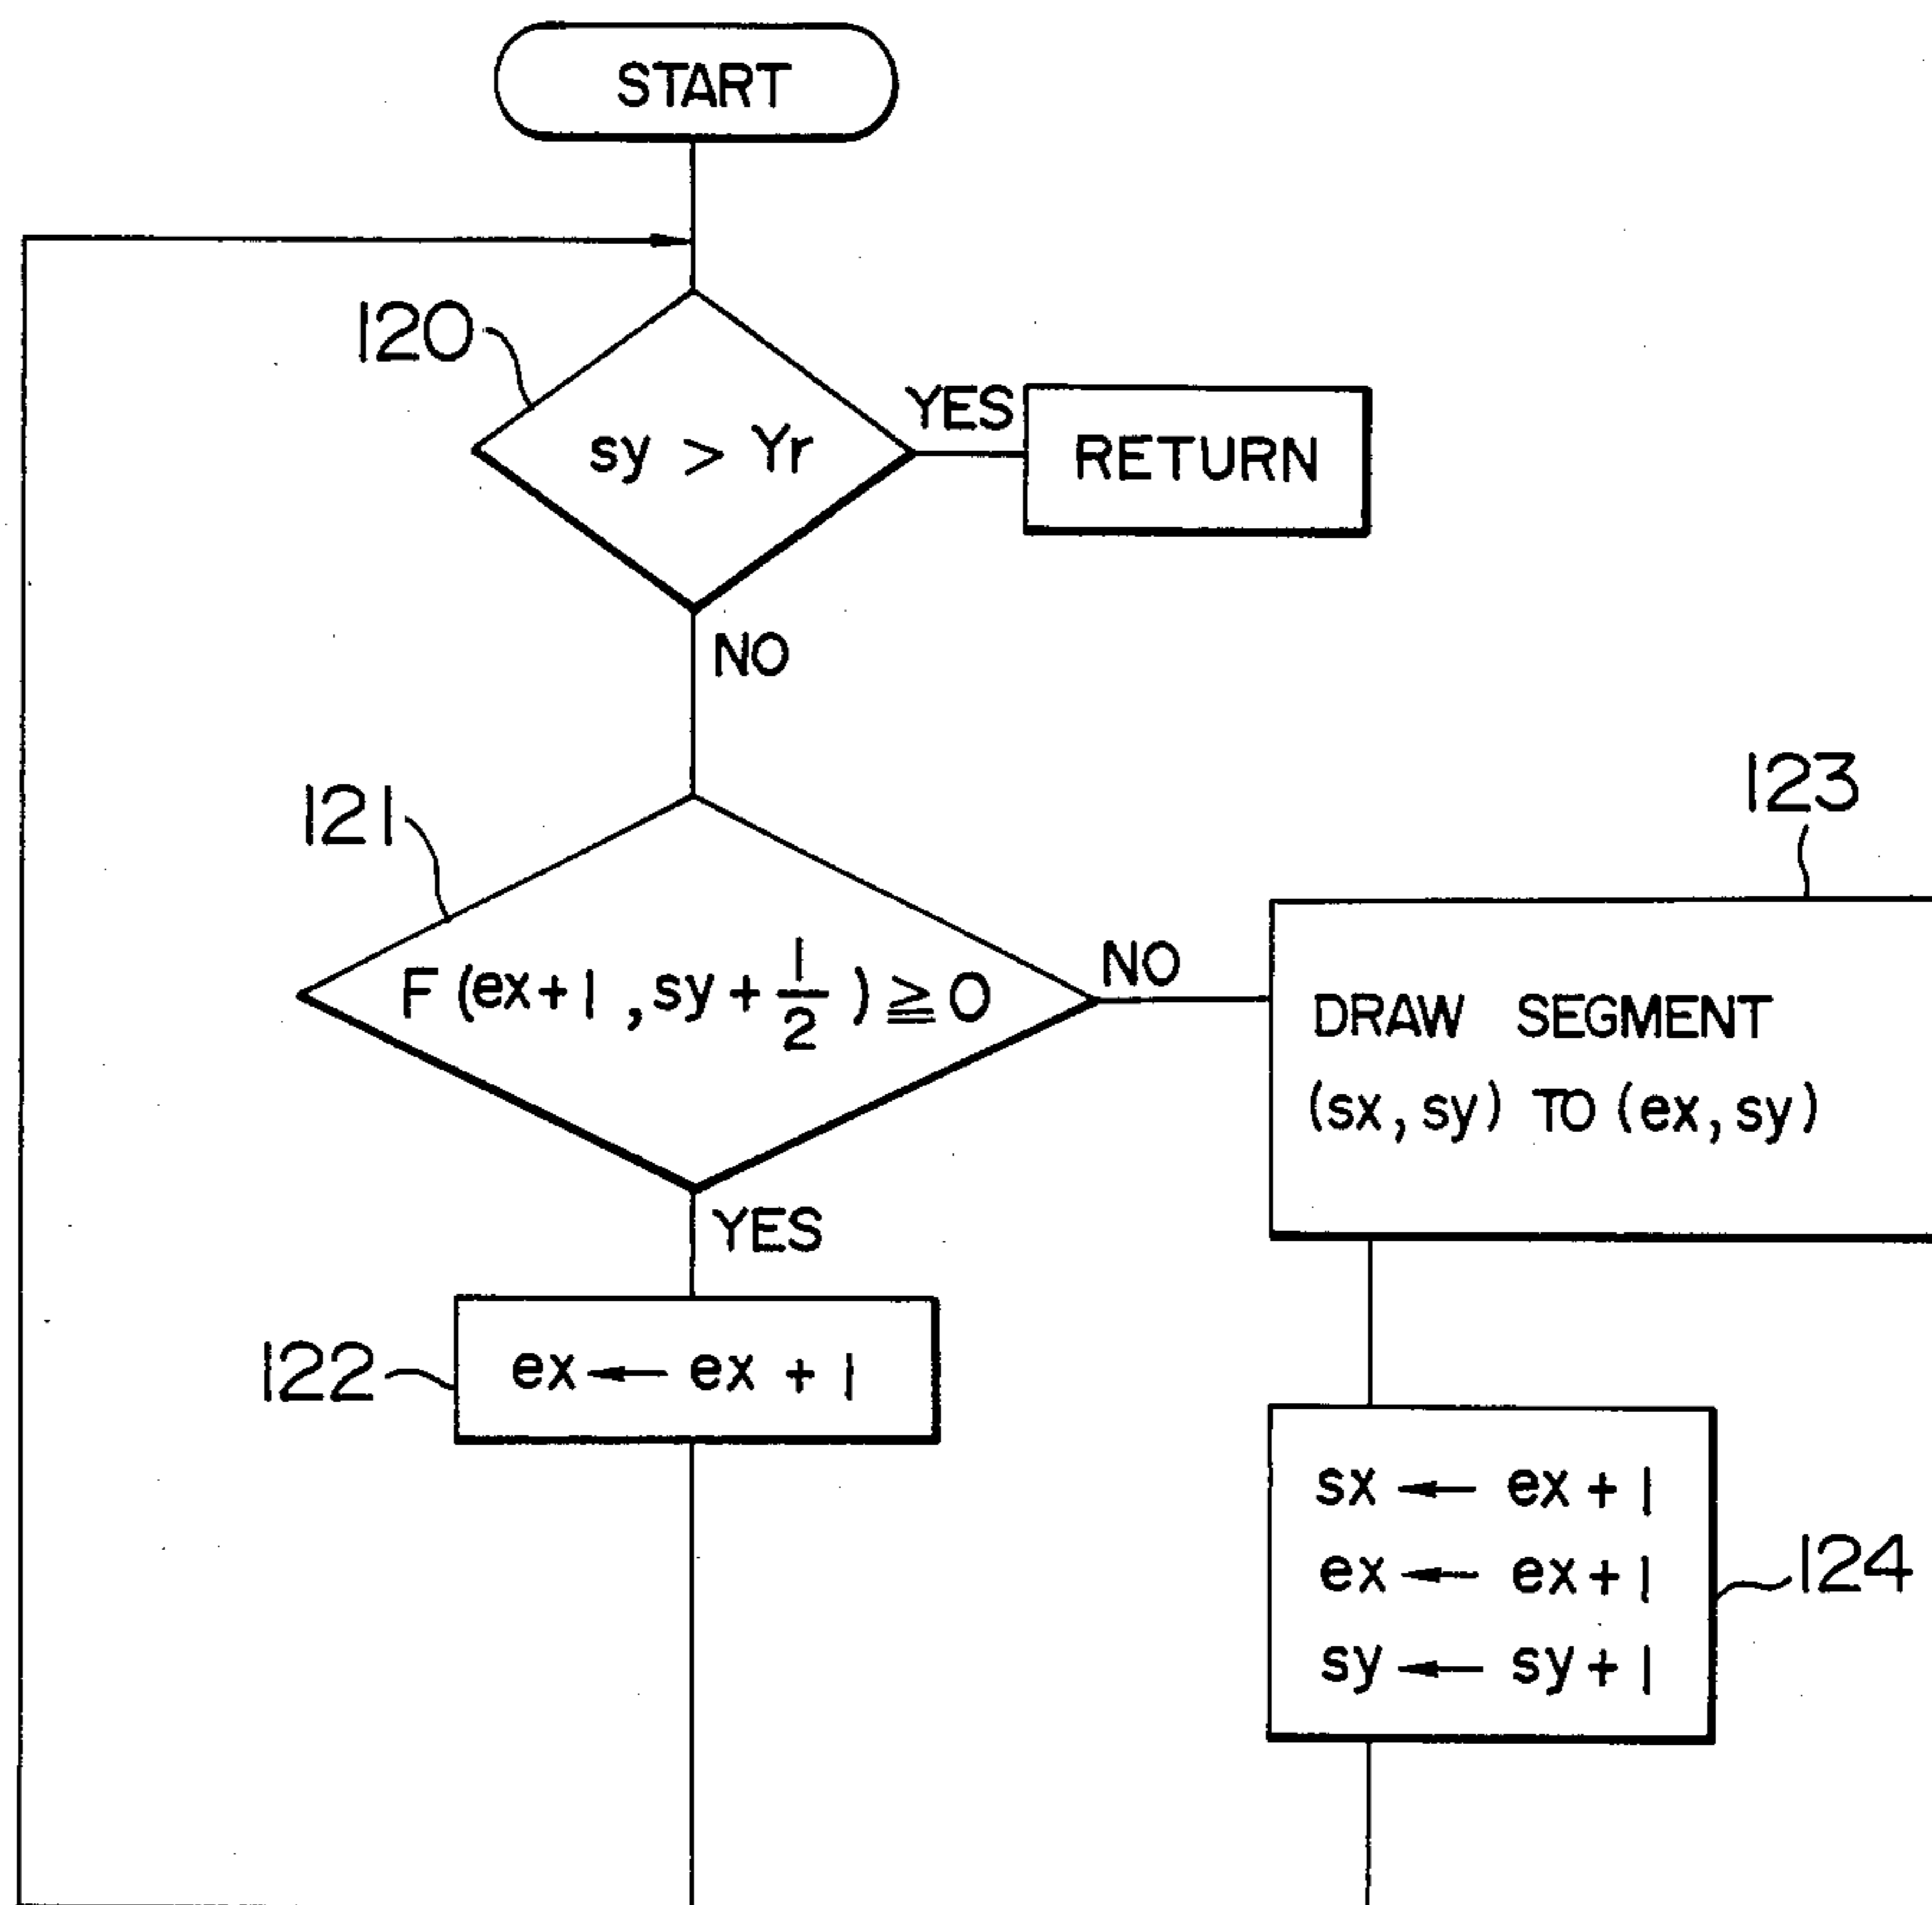 START
120
sy > Yr
YES
RETURN
NO
121
F (ex+1, sy+1/2) ≧ 0
NO
123
DRAW SEGMENT
(sx, sy) TO (ex, sy)
YES
122
ex ← ex + 1
sx ← ex + 1
ex ← ex + 1
sy ← sy + 1
124